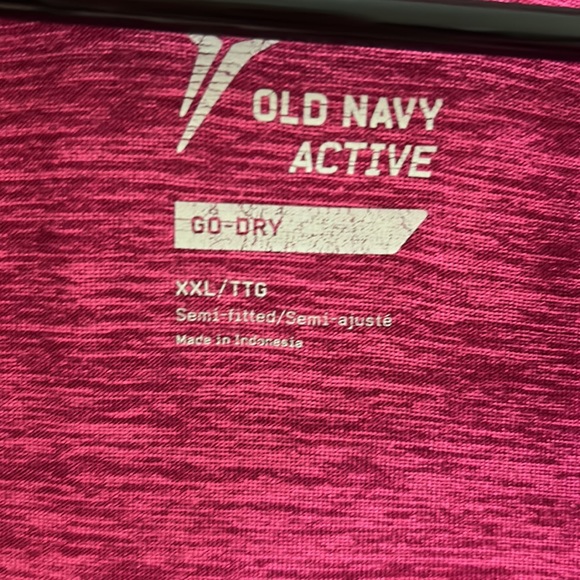 OLD NAVY
ACTIVE
GO-DRY
XXL/TTG
Semi-fitted/Semi-ajusté
Made in Indonesia